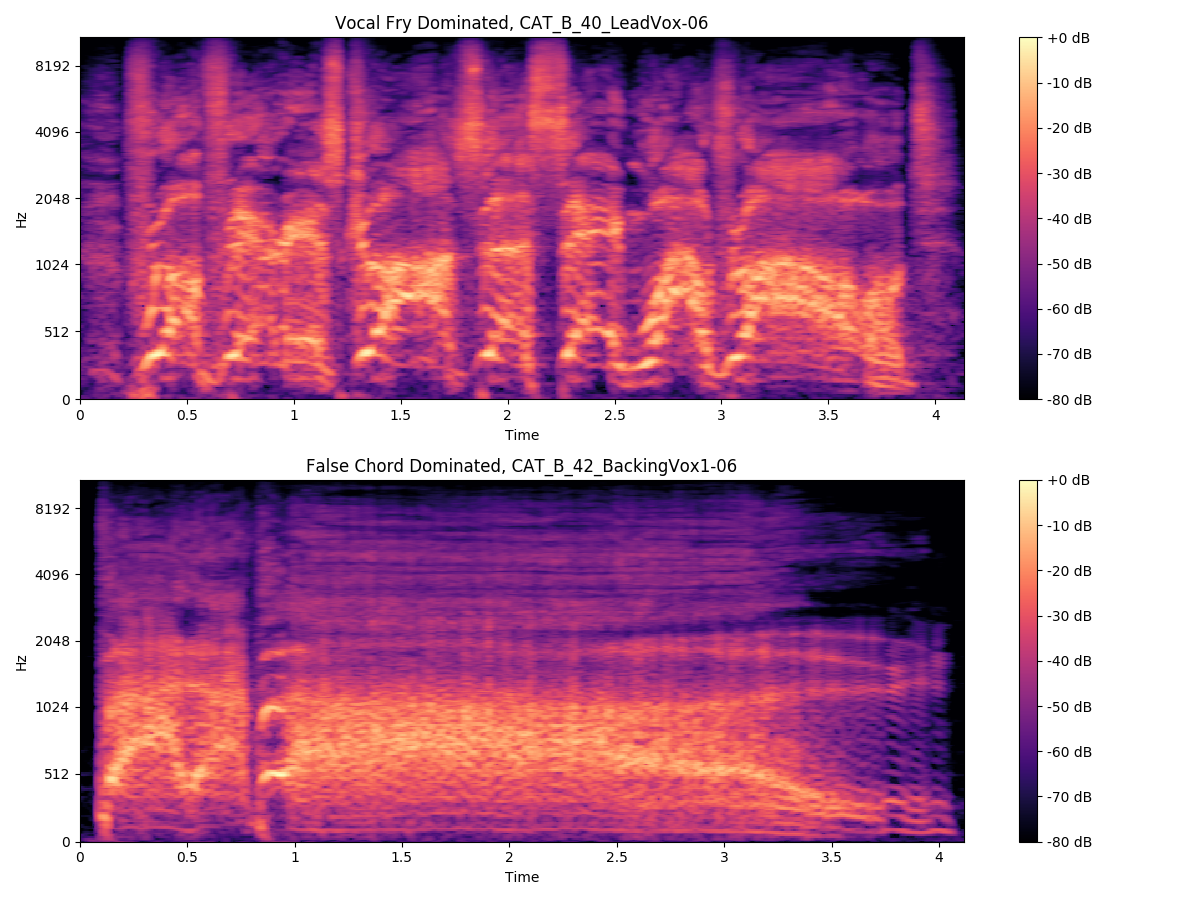 Vocal Fry Dominated, CAT_B_40_LeadVox-06
8192
4096
2048
1024
512
0
Hz
0 0.5 1 1.5 2 2.5 3 3.5 4
Time
+0 dB
-10 dB
-20 dB
-30 dB
-40 dB
-50 dB
-60 dB
-70 dB
-80 dB
False Chord Dominated, CAT_B_42_BackingVox1-06
8192
4096
2048
1024
512
0
Hz
0 0.5 1 1.5 2 2.5 3 3.5 4
Time
+0 dB
-10 dB
-20 dB
-30 dB
-40 dB
-50 dB
-60 dB
-70 dB
-80 dB